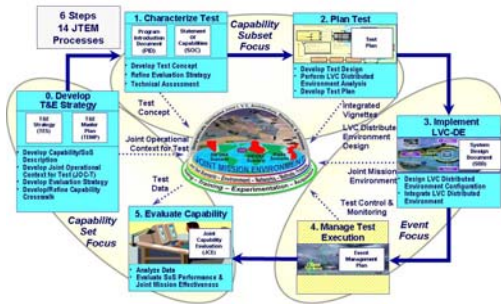 6 Steps
14 JTEM
Processes
1. Characterize Test
Program
Introduction
Document
(PID)
Statement
Of
Capabilities
(SOC)
Develop Test Concept
Refine Evaluation Strategy
Technical Assessment
Capability
Subset
Focus
2. Plan Test
Test
Plan
Develop Test Design
Perform LVC Distributed
Environment Analysis
Develop Test Plan
0. Develop
T&E Strategy
T&E
Strategy
(TES)
T&E
Master
Plan
(TEMP)
Develop Capability/SoS
Description
Develop Joint Operational
Context for Test (JOC-T)
Develop Evaluation Strategy
Develop/Refine Capability
Crosswalk
Test
Concept
Joint Operational
Context for Test
Test
Data
JOINT MISSION ENVIRONMENT
Training - Experimentation
Integrated
Vignettes
LVC Distribute
Environment
Design
Joint Mission
Environment
Test Control &
Monitoring
3. Implement
LVC-DE
System
Design
Document
(SDD)
Design LVC Distributed
Environment Configuration
Integrate LVC Distributed
Environment
Capability
Set
Focus
5. Evaluate Capability
Joint
Capability
Evaluation
(JCE)
Analyze Data
Evaluate SoS Performance &
Joint Mission Effectiveness
4. Manage Test
Execution
Event
Management
Plan
Event
Focus